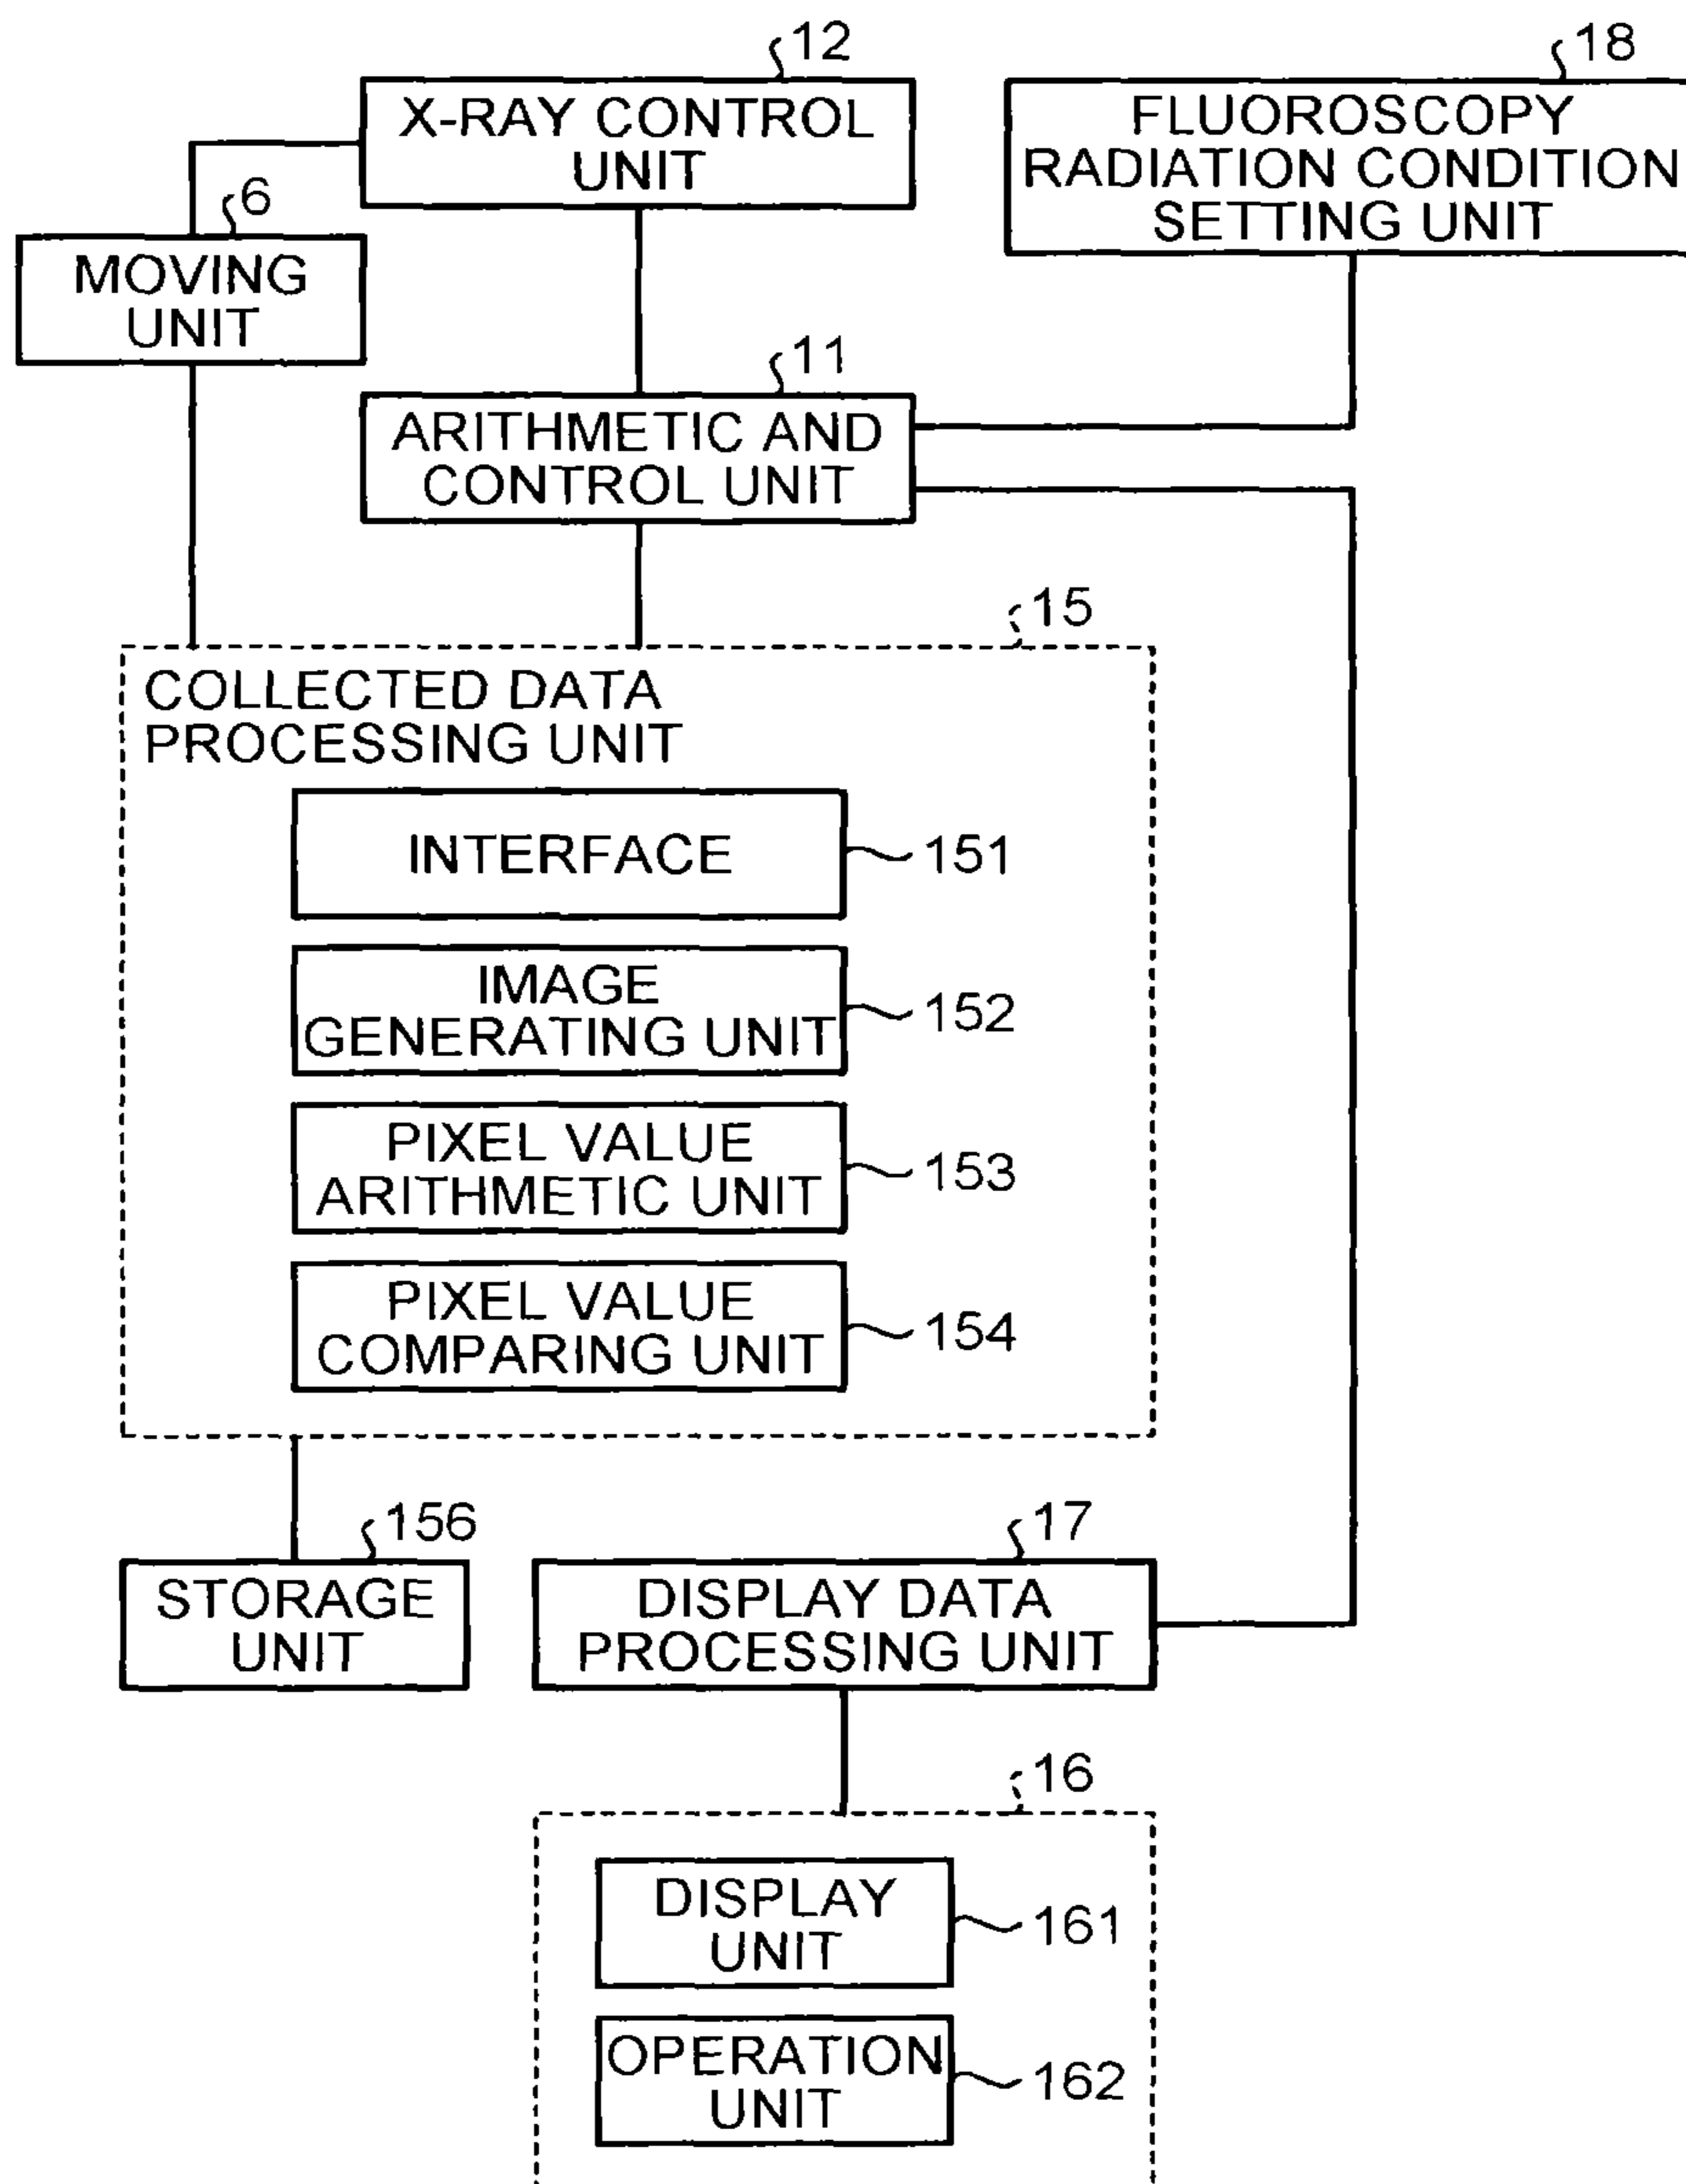 12
X-RAY CONTROL
UNIT
18
FLUOROSCOPY
RADIATION CONDITION
SETTING UNIT
6
MOVING
UNIT
11
ARITHMETIC AND
CONTROL UNIT
15
COLLECTED DATA
PROCESSING UNIT
INTERFACE
151
IMAGE
GENERATING UNIT
152
PIXEL VALUE
ARITHMETIC UNIT
153
PIXEL VALUE
COMPARING UNIT
154
156
STORAGE
UNIT
17
DISPLAY DATA
PROCESSING UNIT
16
DISPLAY
UNIT
161
OPERATION
UNIT
162